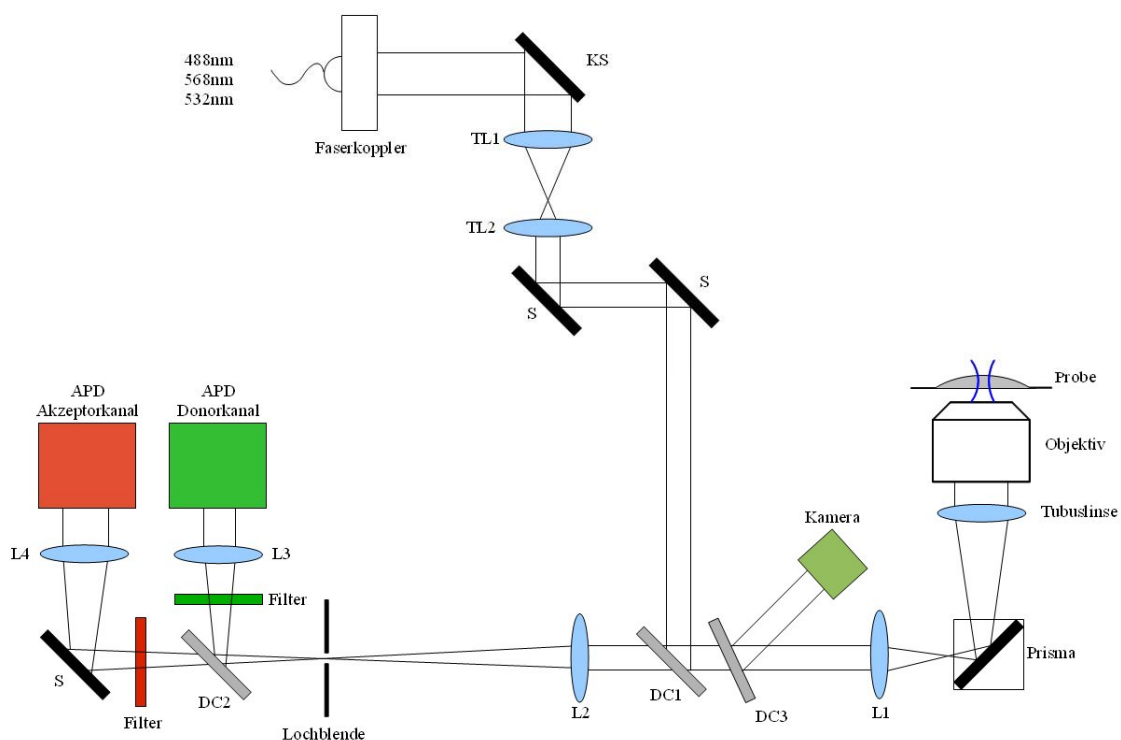 488nm
568nm
532nm
Faserkoppler
KS
TL1
TL2
S
S
APD
Akzeptorkanal
APD
Donorkanal
Probe
Objektiv
Tubuslinse
Kamera
L4
L3
Filter
S
Filter
DC2
Lochblende
L2
DC1
DC3
L1
Prisma